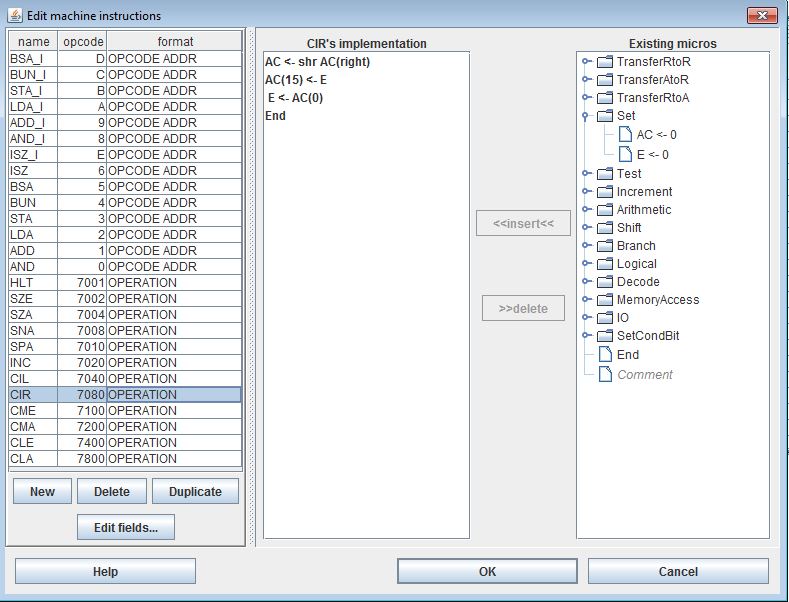 Edit machine instructions
name opcode format
BSA_I D OPCODE ADDR
BUN_I C OPCODE ADDR
STA_I B OPCODE ADDR
LDA_I A OPCODE ADDR
ADD_I 9 OPCODE ADDR
AND_I 8 OPCODE ADDR
ISZ_I E OPCODE ADDR
ISZ 6 OPCODE ADDR
BSA 5 OPCODE ADDR
BUN 4 OPCODE ADDR
STA 3 OPCODE ADDR
LDA 2 OPCODE ADDR
ADD 1 OPCODE ADDR
AND 0 OPCODE ADDR
HLT 7001 OPERATION
SZE 7002 OPERATION
SZA 7004 OPERATION
SNA 7008 OPERATION
SPA 7010 OPERATION
INC 7020 OPERATION
CIL 7040 OPERATION
CIR 7080 OPERATION
CME 7100 OPERATION
CMA 7200 OPERATION
CLE 7400 OPERATION
CLA 7800 OPERATION
New Delete Duplicate
Edit fields...
CIR's implementation
AC <- shr AC(right)
AC(15) <- E
E <- AC(0)
End
<<insert<<
>>delete
Existing micros
TransferRtoR
TransferAtoR
TransferRtoA
Set
AC <- 0
E <- 0
Test
Increment
Arithmetic
Shift
Branch
Logical
Decode
MemoryAccess
IO
SetCondBit
End
Comment
Help OK Cancel